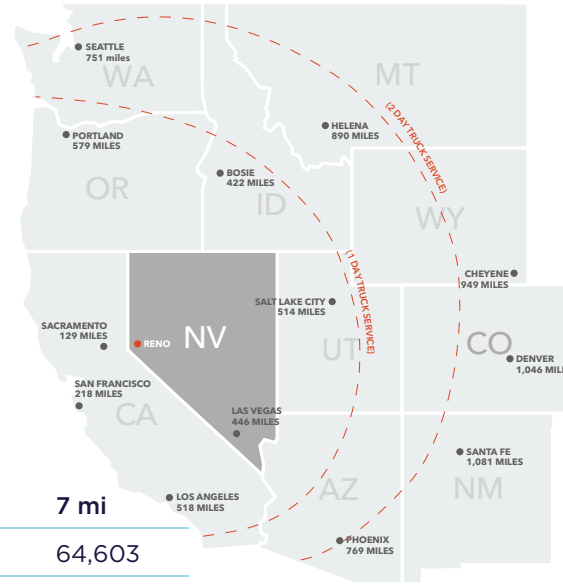 SEATTLE
751 miles
WA
MT
(2 DAY TRUCK SERVICE)
HELENA
890 MILES
PORTLAND
579 MILES
BOSIE
422 MILES
OR
ID
WY
(1 DAY TRUCK SERVICE)
CHEYENE
949 MILES
SALT LAKE CITY
514 MILES
SACRAMENTO
129 MILES
RENO
NV
UT
CO
DENVER
1,046 MIL
SAN FRANCISCO
218 MILES
CA
LAS VEGAS
446 MILES
SANTA FE
1,081 MILES
AZ
NM
LOS ANGELES
518 MILES
7 mi
64,603
PHOENIX
769 MILES